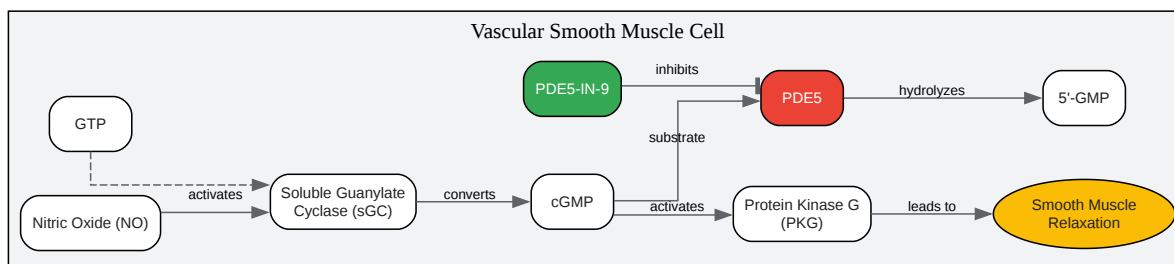 Vascular Smooth Muscle Cell
PDE5-IN-9
inhibits
PDE5
hydrolyzes
5'-GMP
GTP
substrate
Nitric Oxide (NO)
activates
Soluble Guanylate
Cyclase (sGC)
converts
cGMP
activates
Protein Kinase G
(PKG)
leads to
Smooth Muscle
Relaxation